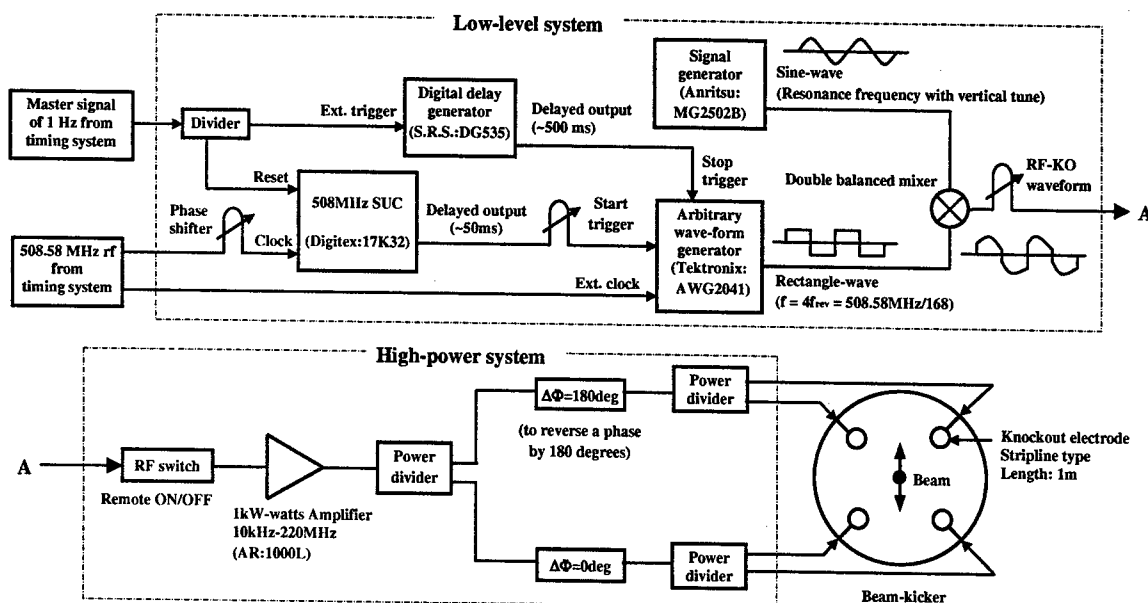 Low-level system
Master signal
of 1 Hz from
timing system
Divider
Ext. trigger
Digital delay
generator
(S.R.S.:DG535)
Delayed output
(~500 ms)
Signal
generator
(Anritsu:
MG2502B)
Sine-wave
(Resonance frequency with vertical tune)
Reset
Phase
shifter
Clock
508MHz SUC
(Digitex:17K32)
Delayed output
(~50ms)
Start
trigger
Stop
trigger
Double balanced mixer
RF-KO
waveform
A
508.58 MHz rf
from
timing system
Ext. clock
Arbitrary
wave-form
generator
(Tektronix:
AWG2041)
Rectangle-wave
(f = 4frev = 508.58MHz/168)
High-power system
A
RF switch
Remote ON/OFF
1kW-watts Amplifier
10kHz-220MHz
(AR:1000L)
Power
divider
ΔΦ=180deg
(to reverse a phase
by 180 degrees)
Power
divider
ΔΦ=0deg
Power
divider
Beam
Knockout electrode
Stripline type
Length: 1m
Beam-kicker